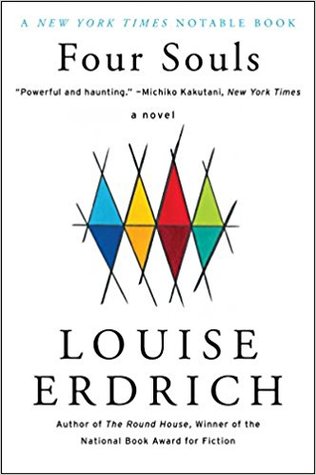 A NEW YORK TIMES NOTABLE BOOK
Four Souls
"Powerful and haunting." –Michiko Kakutani, New York Times
a novel
LOUISE
ERDRICH
Author of The Round House, Winner of the
National Book Award for Fiction